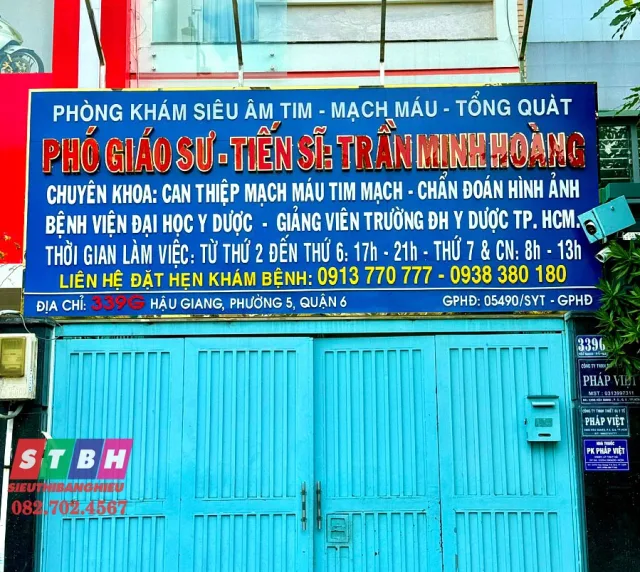 PHÒNG KHÁM SIÊU ÂM TIM - MẠCH MÁU - TỔNG QUÁT
PHÓ GIÁO SƯ - TIẾN SĨ: TRẦN MINH HOÀNG
CHUYÊN KHOA: CAN THIỆP MẠCH MÁU TIM MẠCH - CHẨN ĐOÁN HÌNH ẢNH
BỆNH VIỆN ĐẠI HỌC Y DƯỢC - GIẢNG VIÊN TRƯỜNG ĐH Y DƯỢC TP. HCM.
THỜI GIAN LÀM VIỆC: TỪ THỨ 2 ĐẾN THỨ 6: 17h - 21h - THỨ 7 & CN: 8h - 13h
LIÊN HỆ ĐẶT HẸN KHÁM BỆNH: 0913 770 777 - 0938 380 180
ĐỊA CHỈ: 339G HẬU GIANG, PHƯỜNG 5, QUẬN 6 GPHĐ: 05490/SYT - GPHĐ
339G
PHÁP VIỆT
PHÁP VIỆT
NHÀ THUỐC
PK PHÁP VIỆT
STBH
SIEUTHIBANGHIEU
082.702.4567